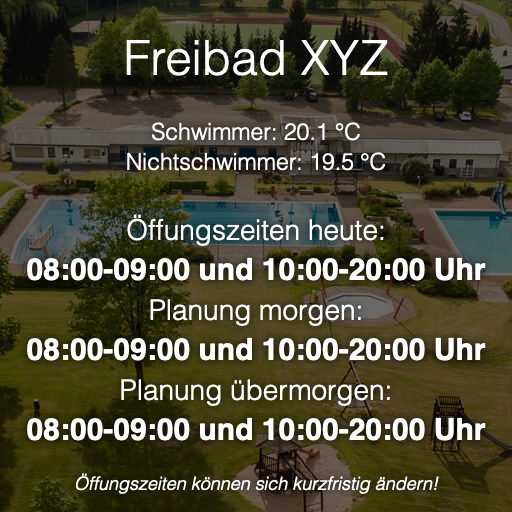 Freibad XYZ
Schwimmer: 20.1 °C
Nichtschwimmer: 19.5 °C
Öffungszeiten heute:
08:00-09:00 und 10:00-20:00 Uhr
Planung morgen:
08:00-09:00 und 10:00-20:00 Uhr
Planung übermorgen:
08:00-09:00 und 10:00-20:00 Uhr
Öffungszeiten können sich kurzfristig ändern!